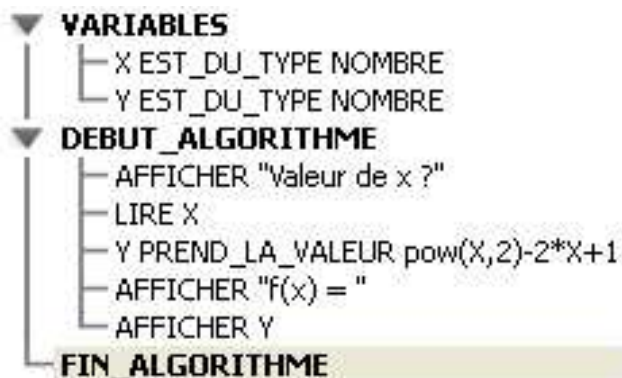 VARIABLES
X EST_DU_TYPE NOMBRE
Y EST_DU_TYPE NOMBRE
DEBUT_ALGORITHME
AFFICHER "Valeur de x ?"
LIRE X
Y PREND_LA_VALEUR pow(X,2)-2*X+1
AFFICHER "f(x) = "
AFFICHER Y
FIN_ALGORITHME